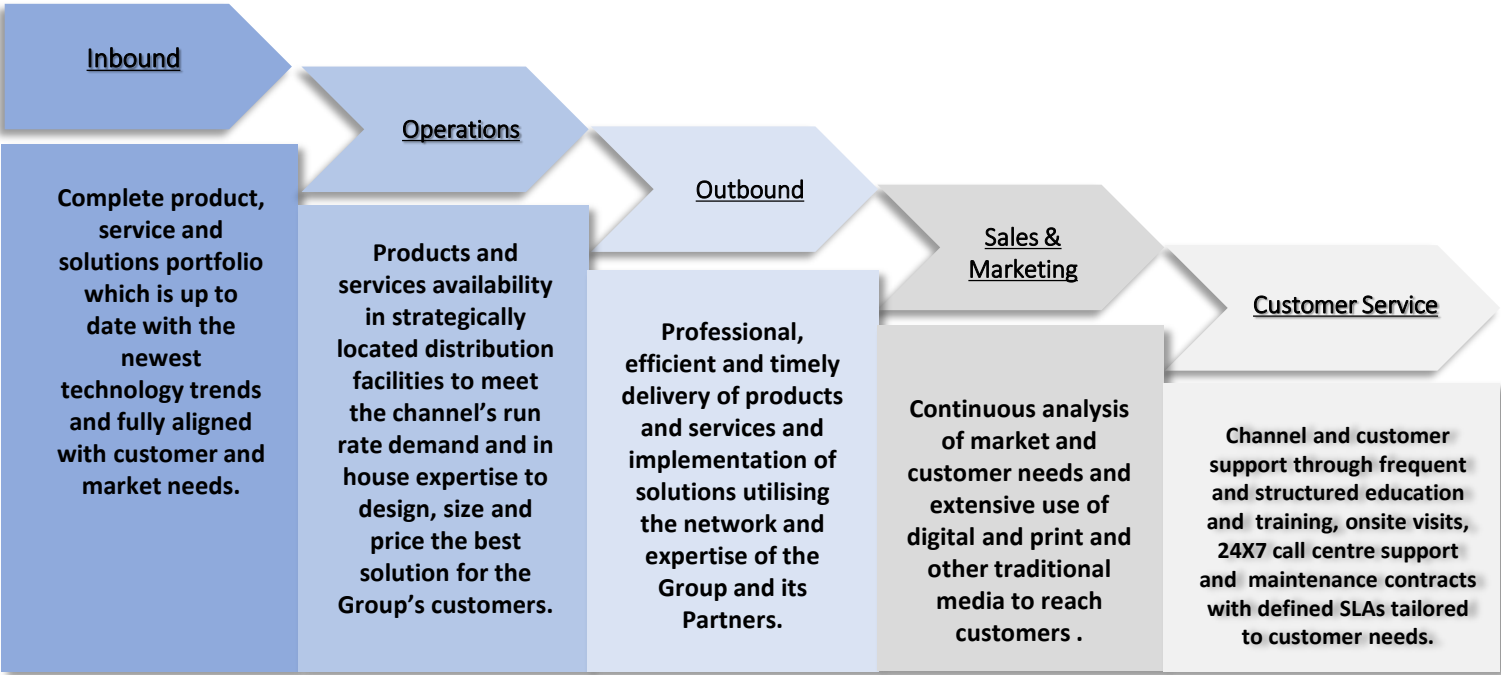 Inbound
Complete product,
service and
solutions portfolio
which is up to
date with the
newest
technology trends
and fully aligned
with customer and
market needs.
Operations
Products and
services availability
in strategically
located distribution
facilities to meet
the channel’s run
rate demand and in
house expertise to
design, size and
price the best
solution for the
Group’s customers.
Outbound
Professional,
efficient and timely
delivery of products
and services and
implementation of
solutions utilising
the network and
expertise of the
Group and its
Partners.
Sales &
Marketing
Continuous analysis
of market and
customer needs and
extensive use of
digital and print and
other traditional
media to reach
customers .
Customer Service
Channel and customer
support through frequent
and structured education
and training, onsite visits,
24X7 call centre support
and maintenance contracts
with defined SLAs tailored
to customer needs.